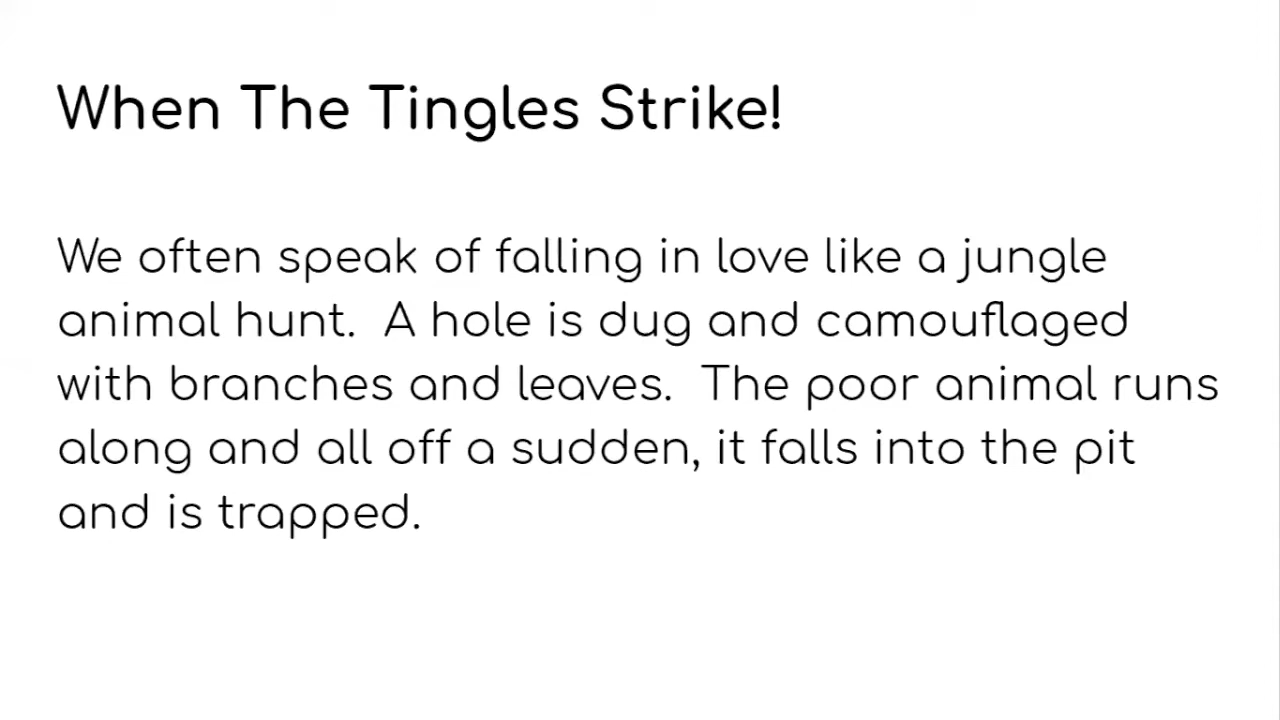 When The Tingles Strike!
We often speak of falling in love like a jungle
animal hunt.  A hole is dug and camouflaged
with branches and leaves.  The poor animal runs
along and all off a sudden, it falls into the pit
and is trapped.